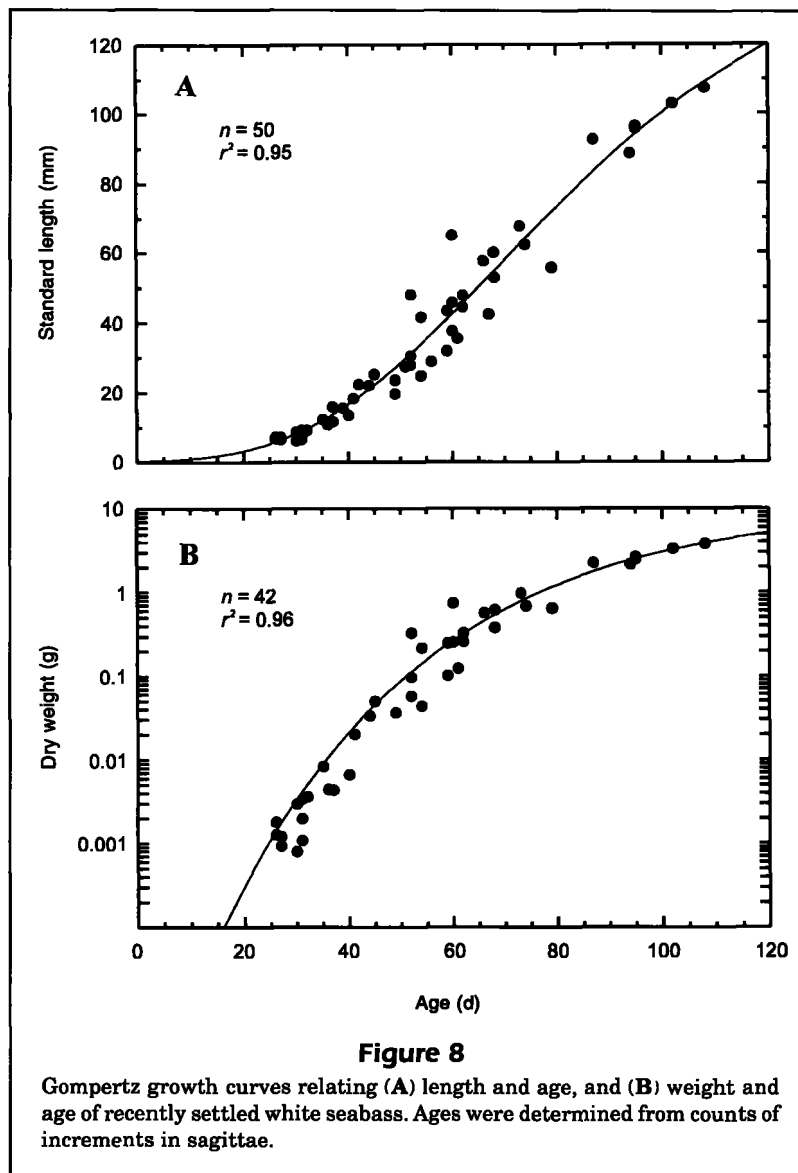 120
100
80
60
40
20
0
Standard length (mm)
A
n = 50
r² = 0.95
10
1
0.1
0.01
0.001
Dry weight (g)
B
n = 42
r² = 0.96
0 20 40 60 80 100 120
Age (d)
Figure 8
Gompertz growth curves relating (A) length and age, and (B) weight and
age of recently settled white seabass. Ages were determined from counts of
increments in sagittae.